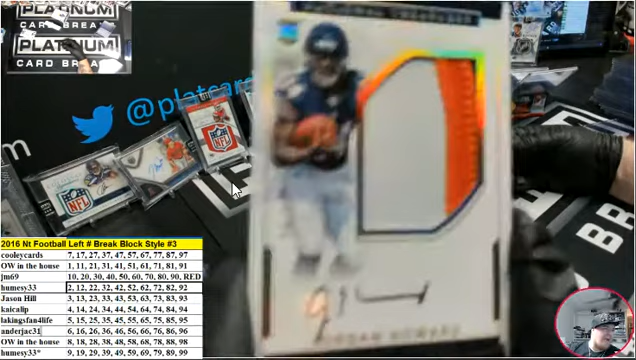 PLATINUM
CARD BREAK
PLATINUM
CARD BREA
@platcar
NFL
NFL
2016 Nt Football Left # Break Block Style #3
cooleycards 7, 17, 27, 37, 47, 57, 67, 77, 87, 97
OW in the house 1, 11, 21, 31, 41, 51, 61, 71, 81, 91
jm69 10, 20, 30, 40, 50, 60, 70, 80, 90, RED
humesy33 2, 12, 22, 32, 42, 52, 62, 72, 82, 92
Jason Hill 3, 13, 23, 33, 43, 53, 63, 73, 83, 93
knicalip 4, 14, 24, 34, 44, 54, 64, 74, 84, 94
lakingsfan4life 5, 15, 25, 35, 45, 55, 65, 75, 85, 95
anderjac31 6, 16, 26, 36, 46, 56, 66, 76, 86, 96
OW in the house 8, 18, 28, 38, 48, 58, 68, 78, 88, 98
humesy33* 9, 19, 29, 39, 49, 59, 69, 79, 89, 99